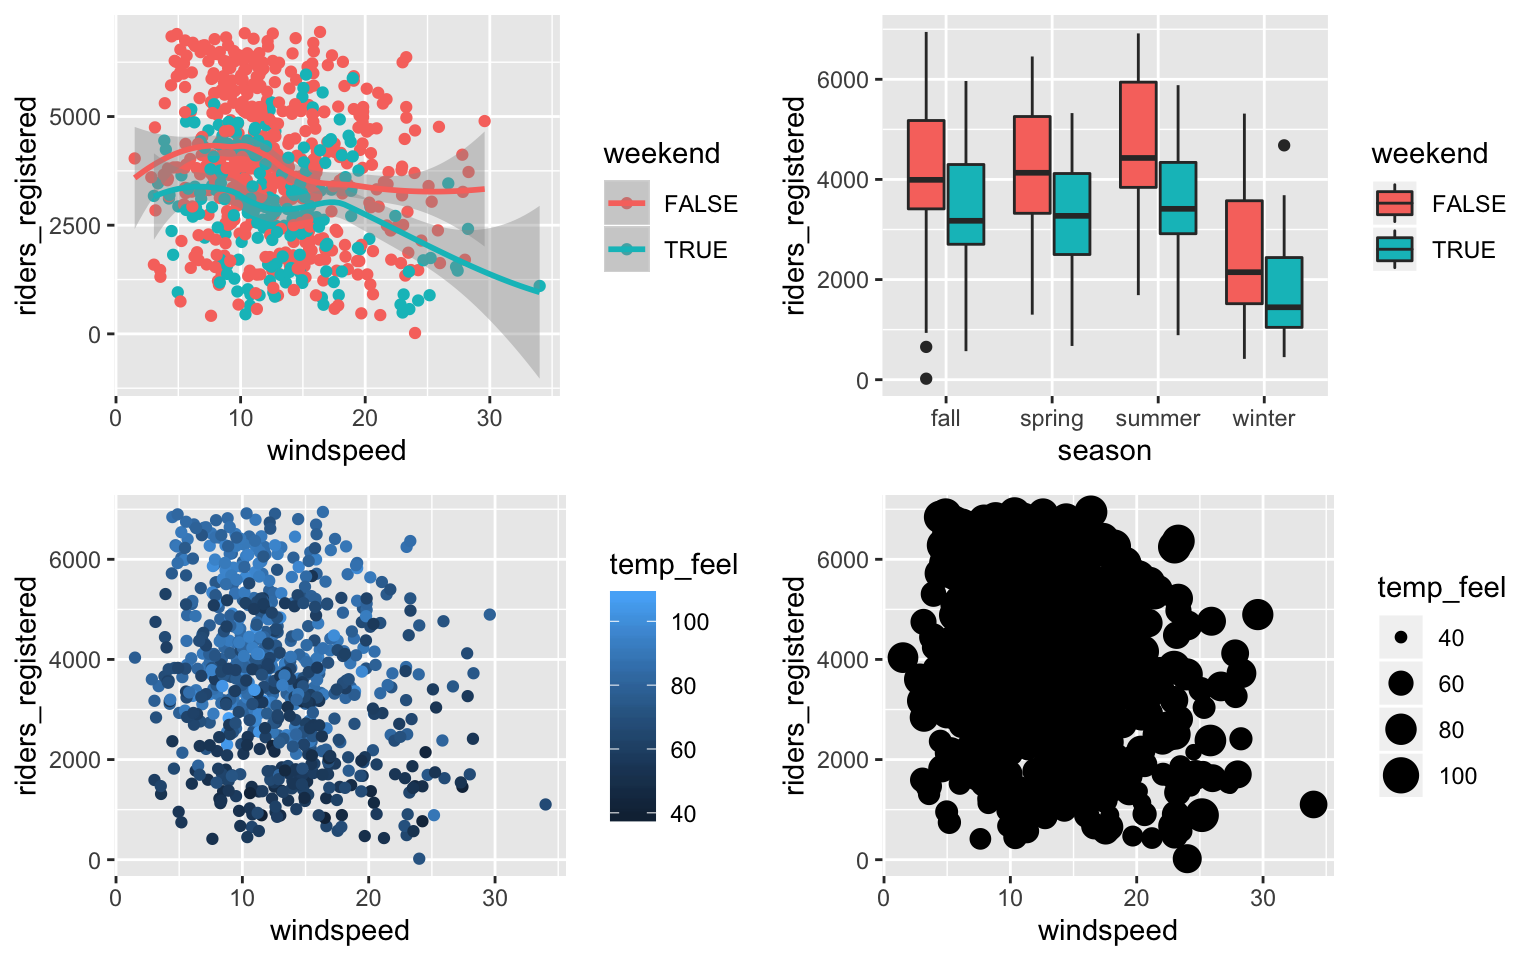 riders_registered
5000
2500
0
0
10
20
30
windspeed
weekend
FALSE
TRUE
riders_registered
6000
4000
2000
0
fall
spring
summer
winter
season
weekend
FALSE
TRUE
riders_registered
6000
4000
2000
0
0
10
20
30
windspeed
temp_feel
100
80
60
40
riders_registered
6000
4000
2000
0
0
10
20
30
windspeed
temp_feel
40
60
80
100